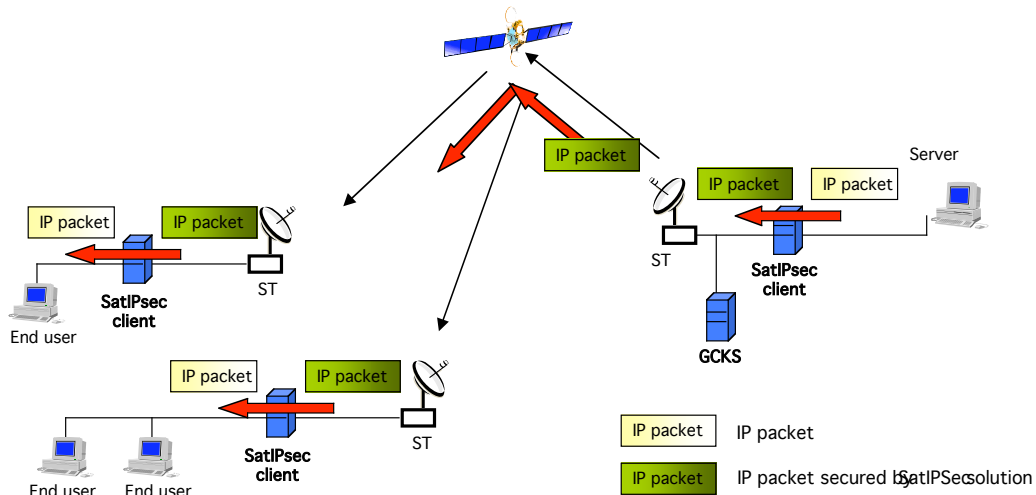 IP packet
Server
IP packet
IP packet
IP packet
IP packet
ST
SatIPsec
client
ST
SatIPsec
client
End user
GCKS
IP packet
IP packet
ST
SatIPsec
client
End user
End user
IP packet
IP packet
IP packet
IP packet secured by SatIPSec solution